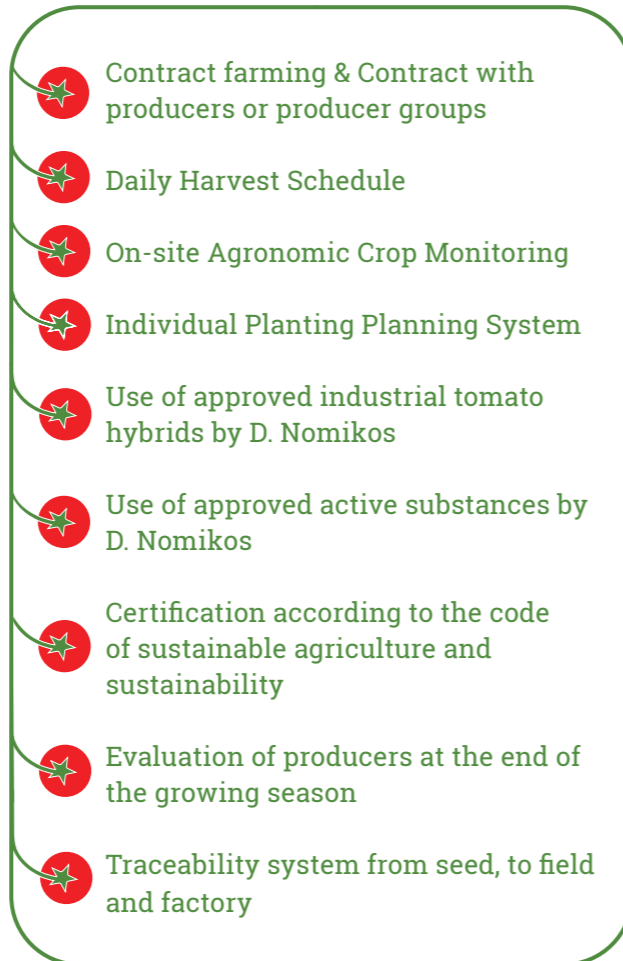 Contract farming & Contract with
producers or producer groups
Daily Harvest Schedule
On-site Agronomic Crop Monitoring
Individual Planting Planning System
Use of approved industrial tomato
hybrids by D. Nomikos
Use of approved active substances by
D. Nomikos
Certification according to the code
of sustainable agriculture and
sustainability
Evaluation of producers at the end of
the growing season
Traceability system from seed, to field
and factory